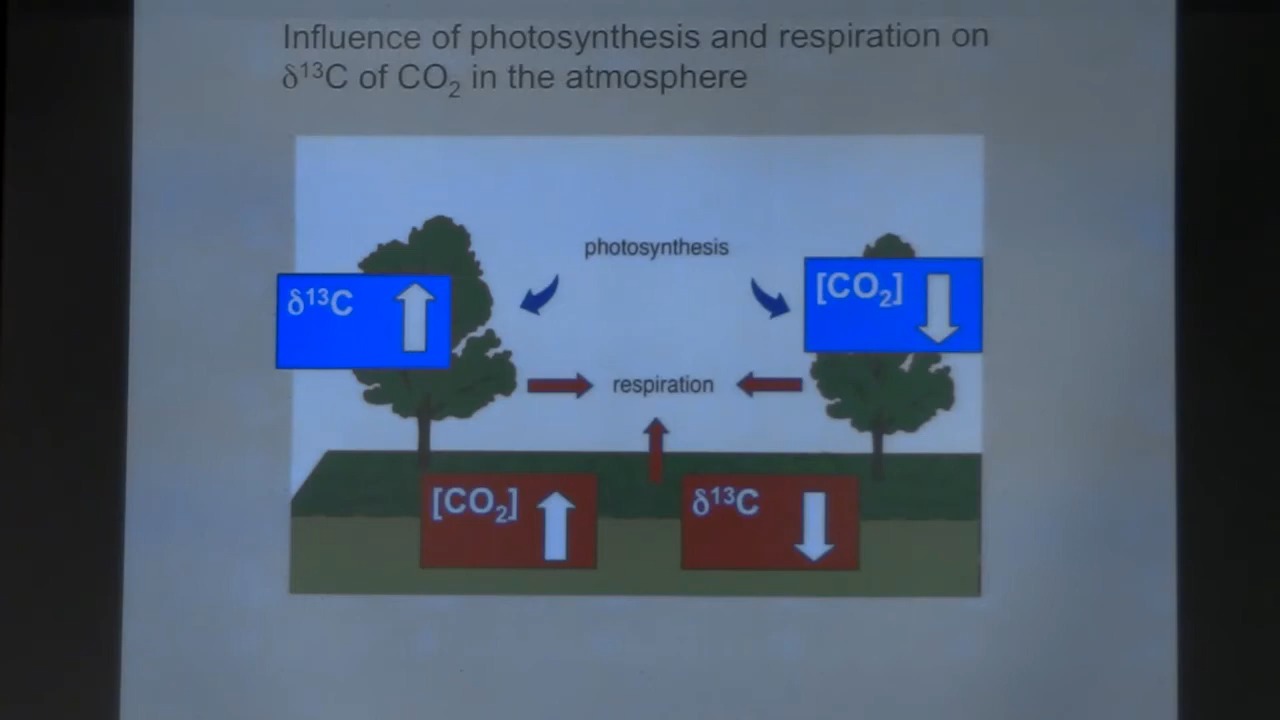 Influence of photosynthesis and respiration on
δ¹³C of CO₂ in the atmosphere
photosynthesis
δ¹³C
[CO₂]
respiration
[CO₂]
δ¹³C